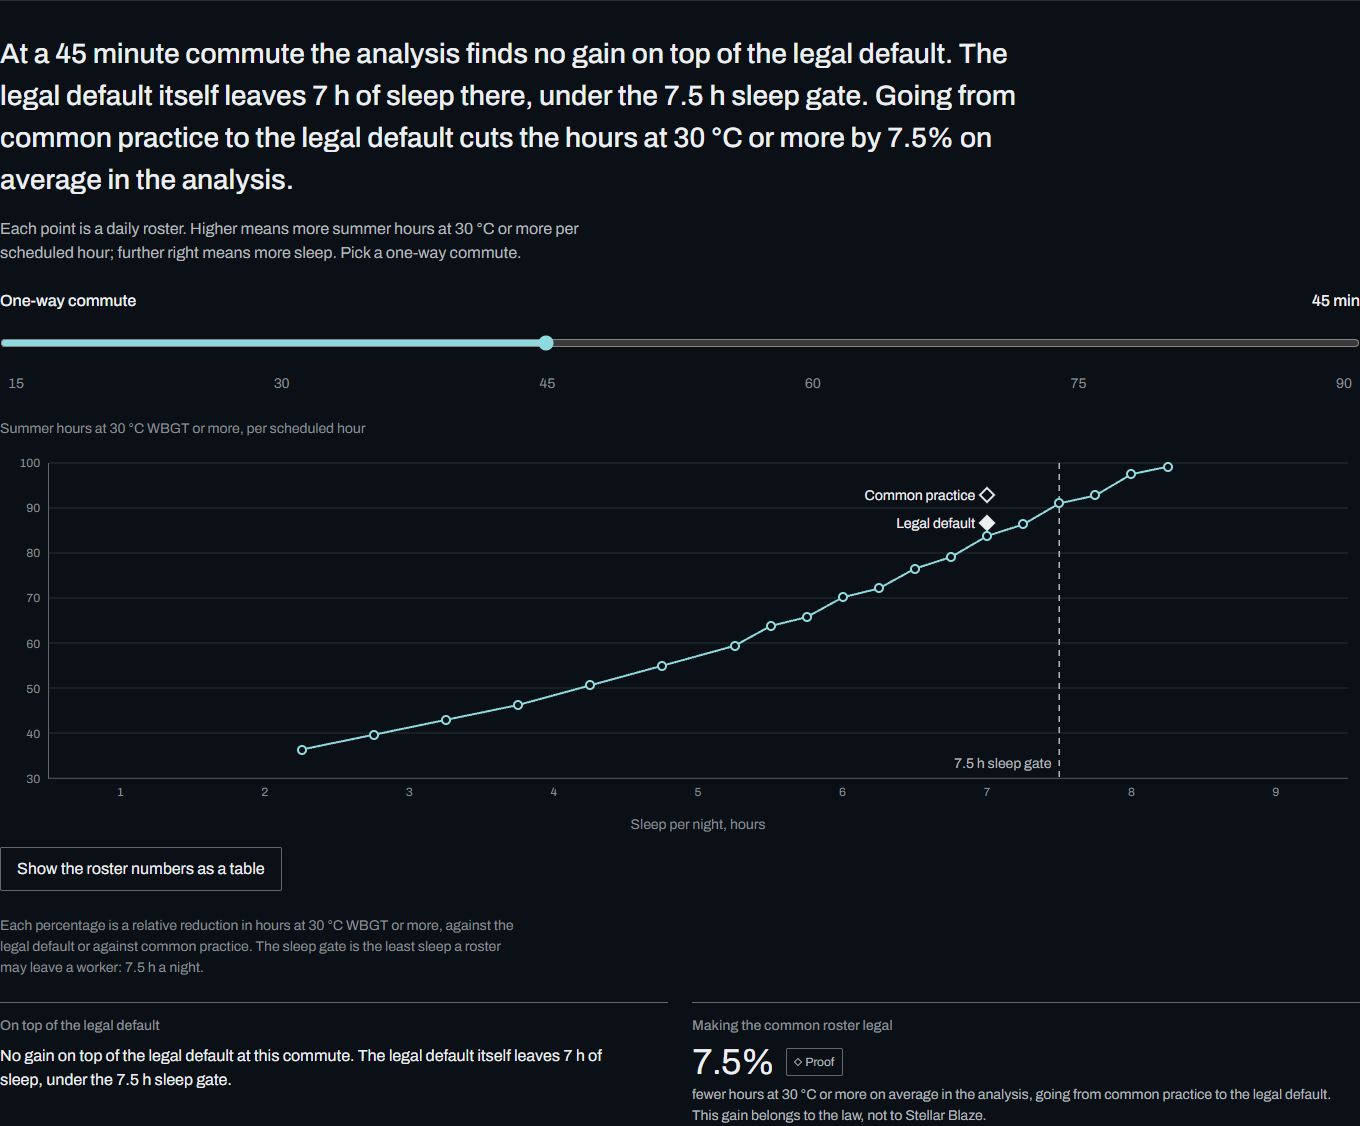 At a 45 minute commute the analysis finds no gain on top of the legal default. The
legal default itself leaves 7 h of sleep there, under the 7.5 h sleep gate. Going from
common practice to the legal default cuts the hours at 30 °C or more by 7.5% on
average in the analysis.
Each point is a daily roster. Higher means more summer hours at 30 °C or more per
scheduled hour; further right means more sleep. Pick a one-way commute.
One-way commute
45 min
15 30 45 60 75 90
Summer hours at 30 °C WBGT or more, per scheduled hour
100
90
80
70
60
50
40
30
Common practice
Legal default
7.5 h sleep gate
1 2 3 4 5 6 7 8 9
Sleep per night, hours
Show the roster numbers as a table
Each percentage is a relative reduction in hours at 30 °C WBGT or more, against the
legal default or against common practice. The sleep gate is the least sleep a roster
may leave a worker: 7.5 h a night.
On top of the legal default
No gain on top of the legal default at this commute. The legal default itself leaves 7 h of
sleep, under the 7.5 h sleep gate.
Making the common roster legal
7.5% ◇ Proof
fewer hours at 30 °C or more on average in the analysis, going from common practice to the legal default.
This gain belongs to the law, not to Stellar Blaze.